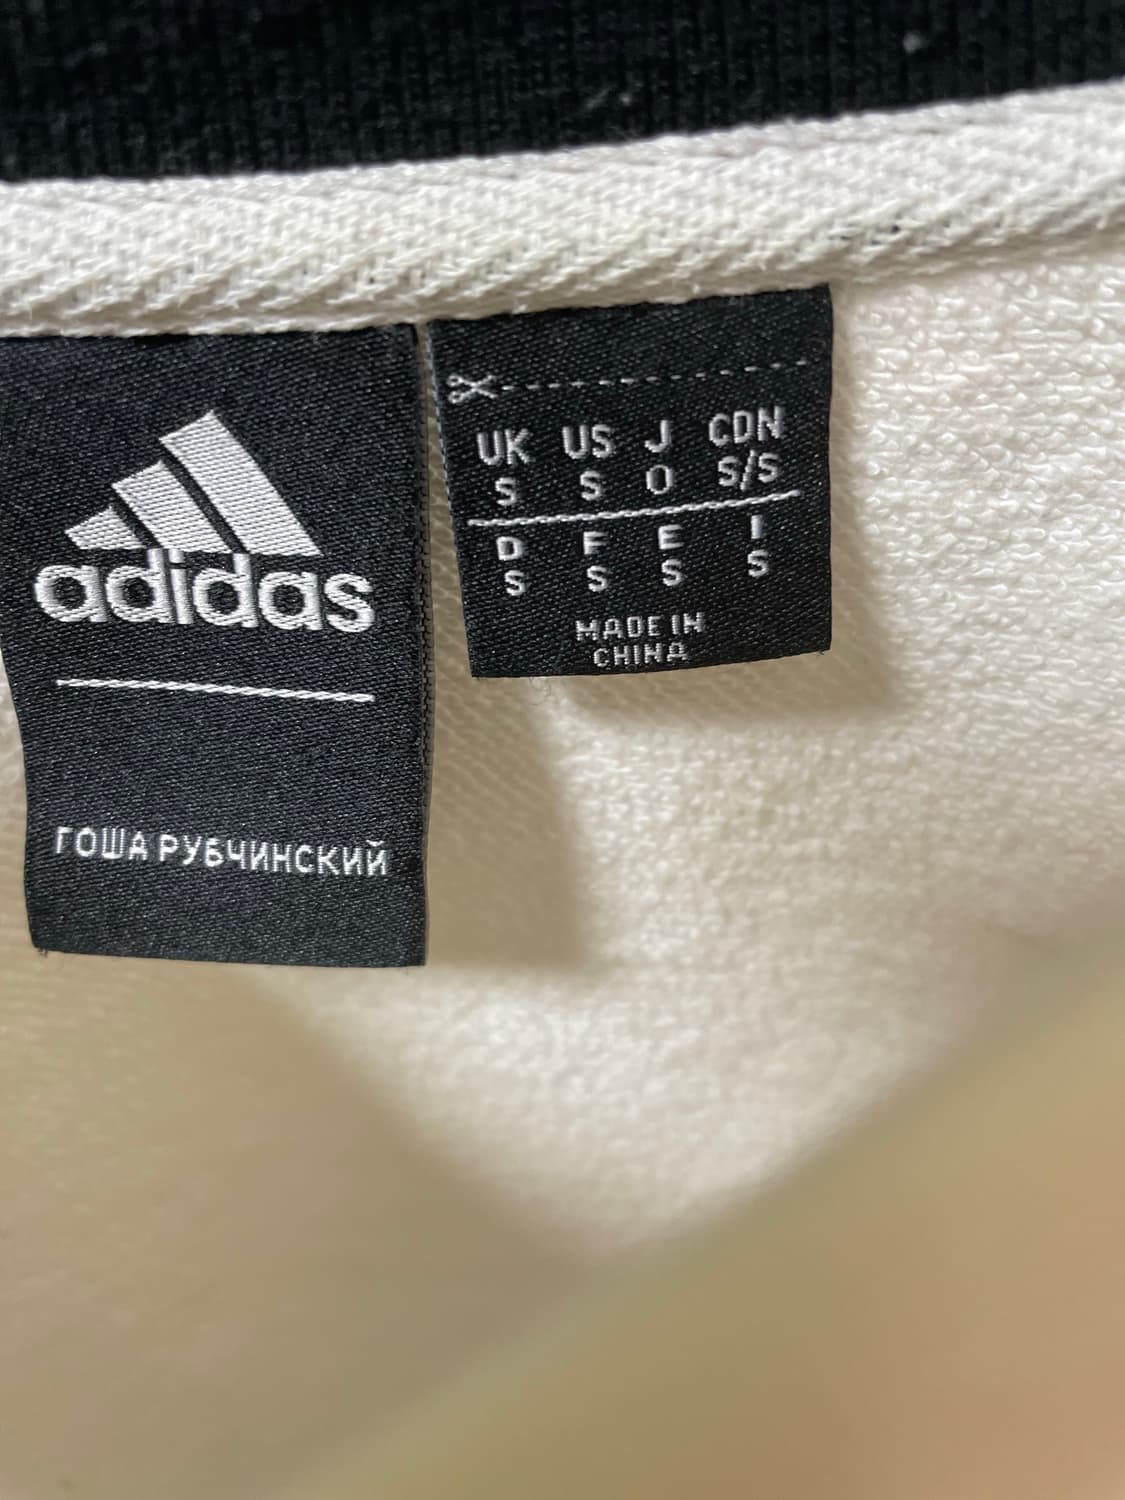 adidas
ГОША РУБЧИНСКИЙ
UK US J CDN
S S O S/S
D F E I
S S S S
MADE IN
CHINA